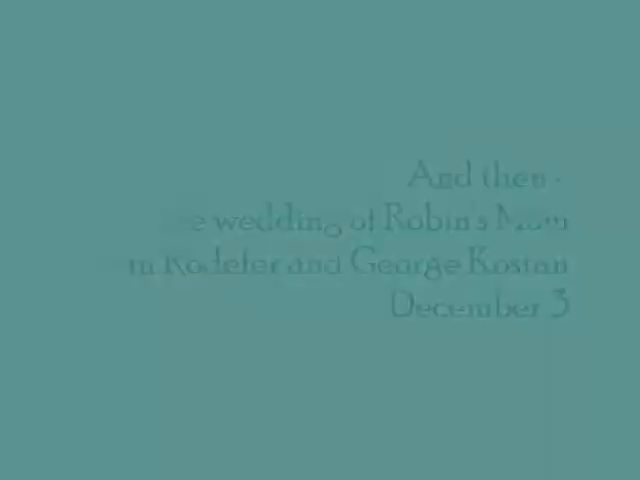 And then -
wedding of Robin's Mom
and George Kostan
December 3